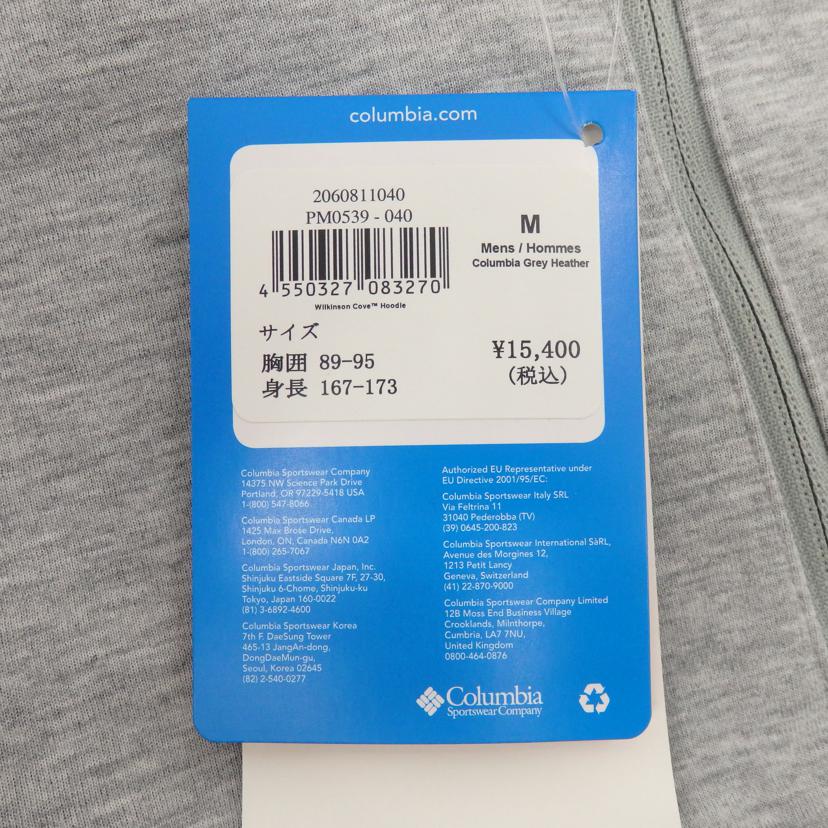 columbia.com
2060811040
PM0539 - 040
4 550327 083270
Wilkinson Cove™ Hoodie
M
Mens / Hommes
Columbia Grey Heather
サイズ
胸囲 89-95
身長 167-173
¥15,400
(税込)
Columbia Sportswear Company
14375 NW Science Park Drive
Portland, OR 97229-5418 USA
1-(800) 547-8066
Columbia Sportswear Canada LP
1425 Max Brose Drive,
London, ON, Canada N6N 0A2
1-(800) 265-7067
Columbia Sportswear Japan, Inc.
Shinjuku Eastside Square 7F, 27-30,
Shinjuku 6-Chome, Shinjuku-ku
Tokyo, Japan 160-0022
(81) 3-6892-4600
Columbia Sportswear Korea
7th F. DaeSung Tower
465-13 JangAn-dong,
DongDaeMun-gu,
Seoul, Korea 02645
(82) 2-540-0277
Authorized EU Representative under
EU Directive 2001/95/EC:
Columbia Sportswear Italy SRL
Via Feltrina 11
31040 Pederobba (TV)
(39) 0645-200-823
Columbia Sportswear International SàRL,
Avenue des Morgines 12,
1213 Petit Lancy
Geneva, Switzerland
(41) 22-870-9000
Columbia Sportswear Company Limited
12B Moss End Business Village
Crooklands, Milnthorpe,
Cumbria, LA7 7NU,
United Kingdom
0800-464-0876
Columbia
Sportswear Company